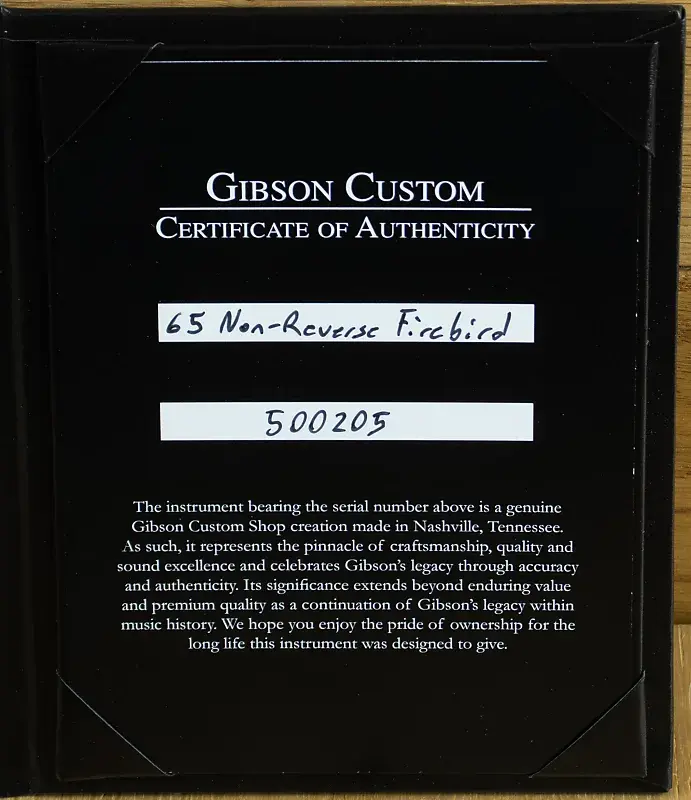 GIBSON CUSTOM
CERTIFICATE OF AUTHENTICITY
65 Non-Reverse Firebird
500205
The instrument bearing the serial number above is a genuine
Gibson Custom Shop creation made in Nashville, Tennessee.
As such, it represents the pinnacle of craftsmanship, quality and
sound excellence and celebrates Gibson's legacy through accuracy
and authenticity. Its significance extends beyond enduring value
and premium quality as a continuation of Gibson's legacy within
music history. We hope you enjoy the pride of ownership for the
long life this instrument was designed to give.